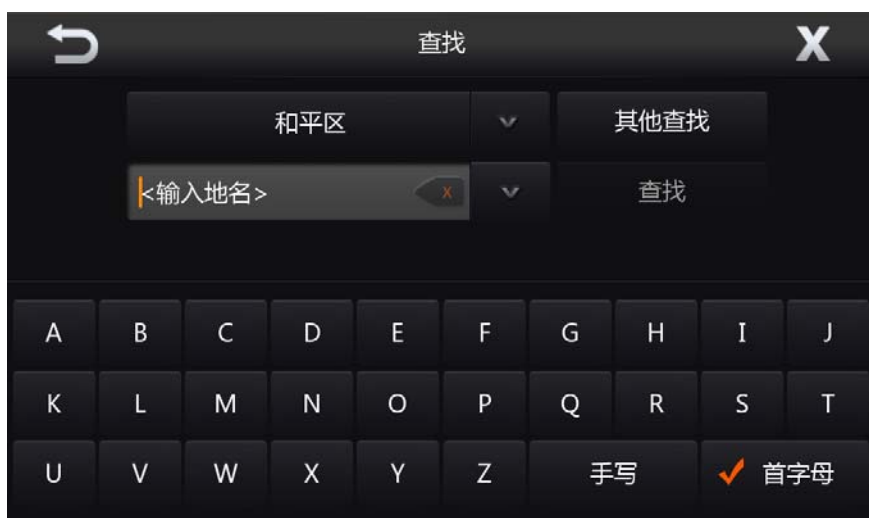 查找 X
和平区 其他查找
<输入地名> x 查找
A B C D E F G H I J
K L M N O P Q R S T
U V W X Y Z 手写 首字母